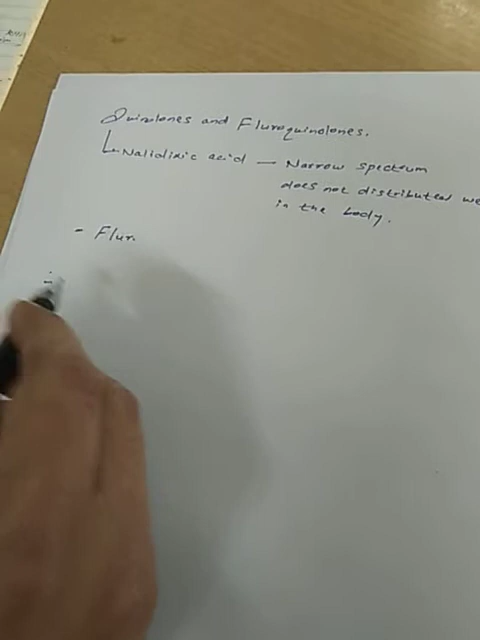 Quinolones and Fluroquinolones.
Nalidixic acid — Narrow spectrum
does not distributed we
in the body.
- Flur.